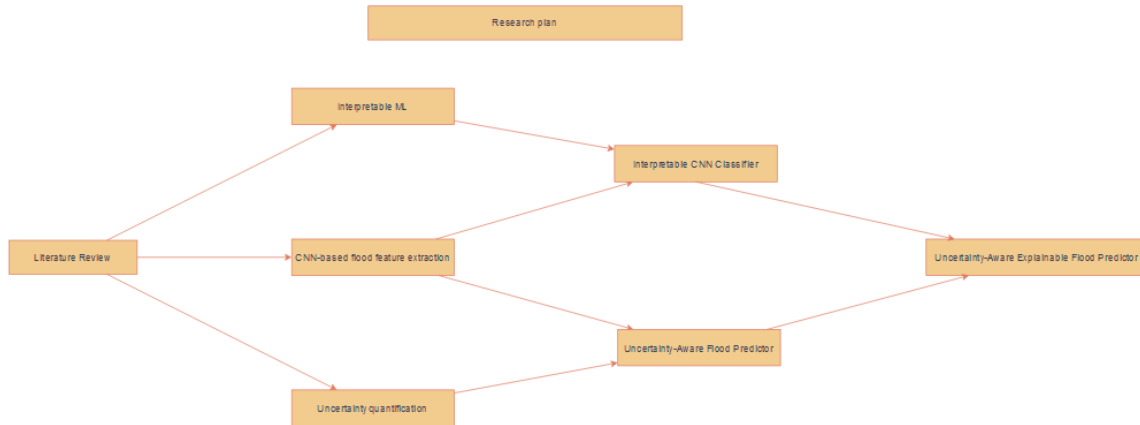 Research plan
Interpretable ML
Interpretable CNN Classifier
Literature Review
CNN-based flood feature extraction
Uncertainty-Aware Explainable Flood Predictor
Uncertainty-Aware Flood Predictor
Uncertainty quantification